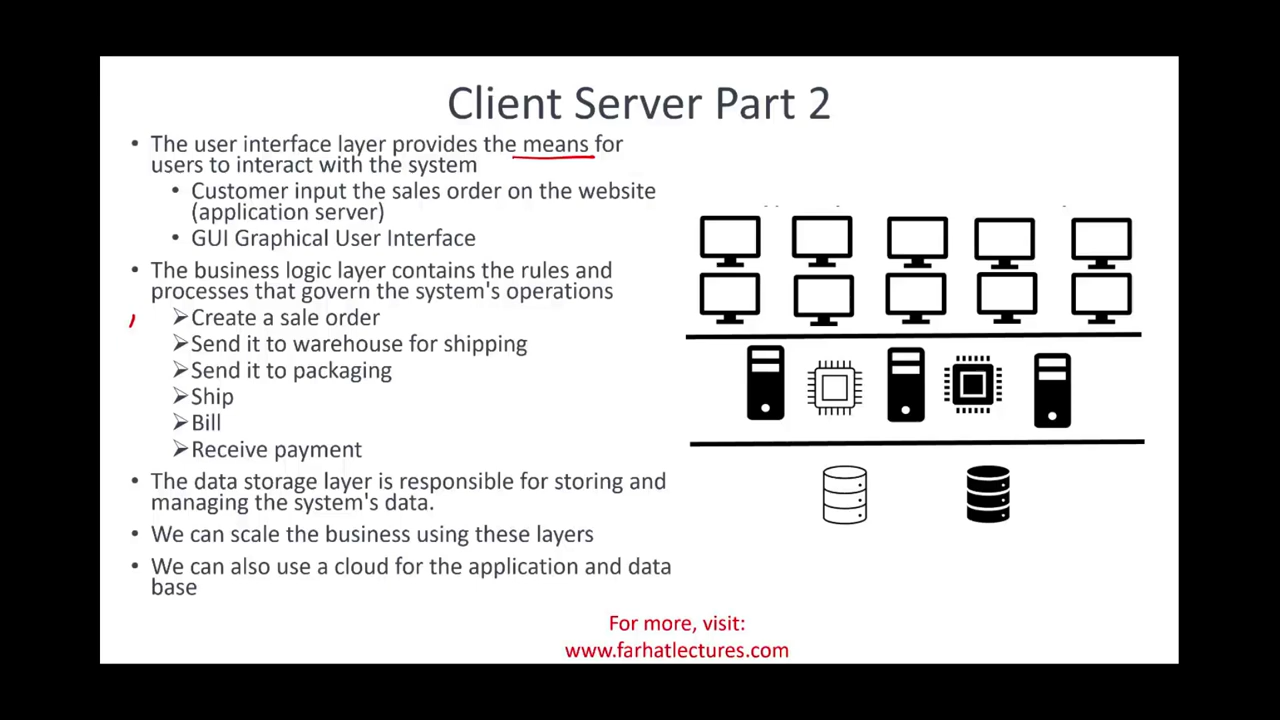 Client Server Part 2
• The user interface layer provides the means for
users to interact with the system
• Customer input the sales order on the website
(application server)
• GUI Graphical User Interface
• The business logic layer contains the rules and
processes that govern the system's operations
➢Create a sale order
➢Send it to warehouse for shipping
➢Send it to packaging
➢Ship
➢Bill
➢Receive payment
• The data storage layer is responsible for storing and
managing the system's data.
• We can scale the business using these layers
• We can also use a cloud for the application and data
base
For more, visit:
www.farhatlectures.com